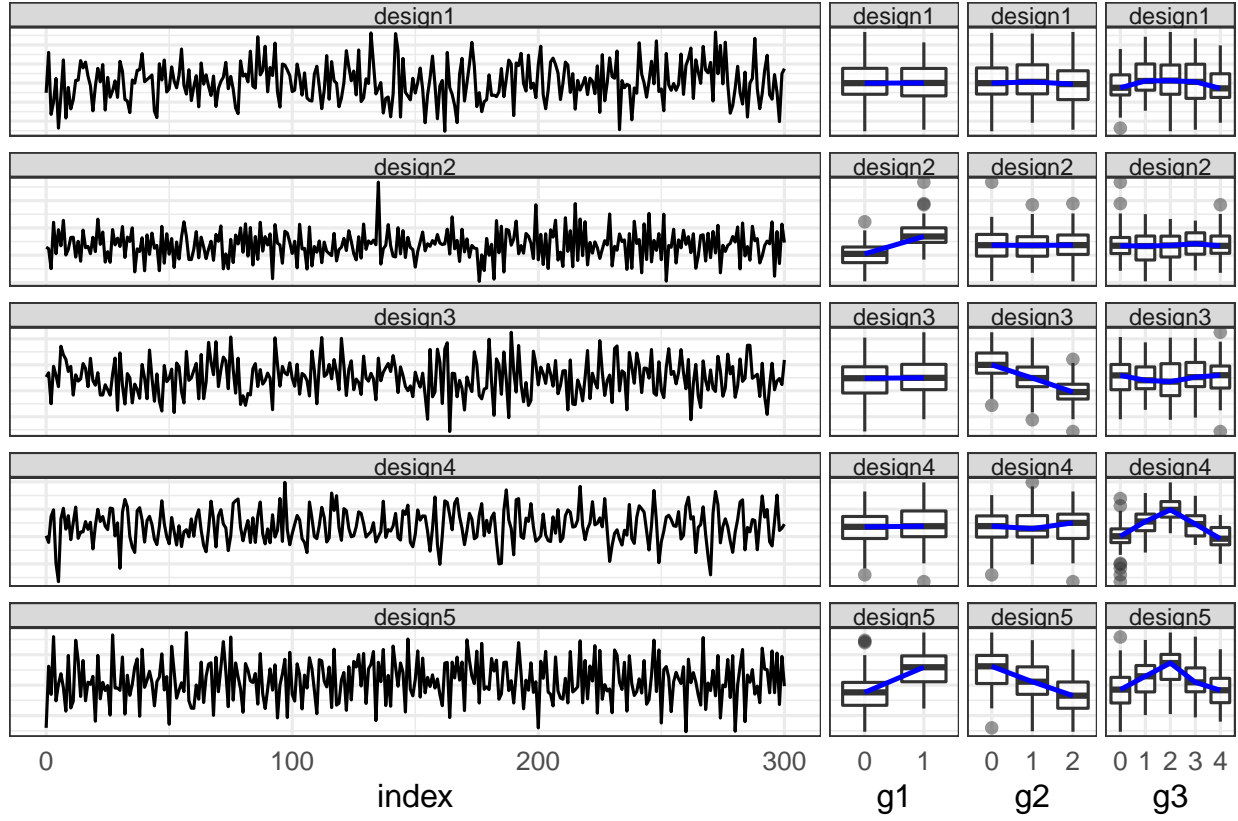 design1 design1 design1 design1
design2 design2 design2 design2
design3 design3 design3 design3
design4 design4 design4 design4
design5 design5 design5 design5
0 100 200 300 0 1 0 1 2 0 1 2 3 4
index g1 g2 g3